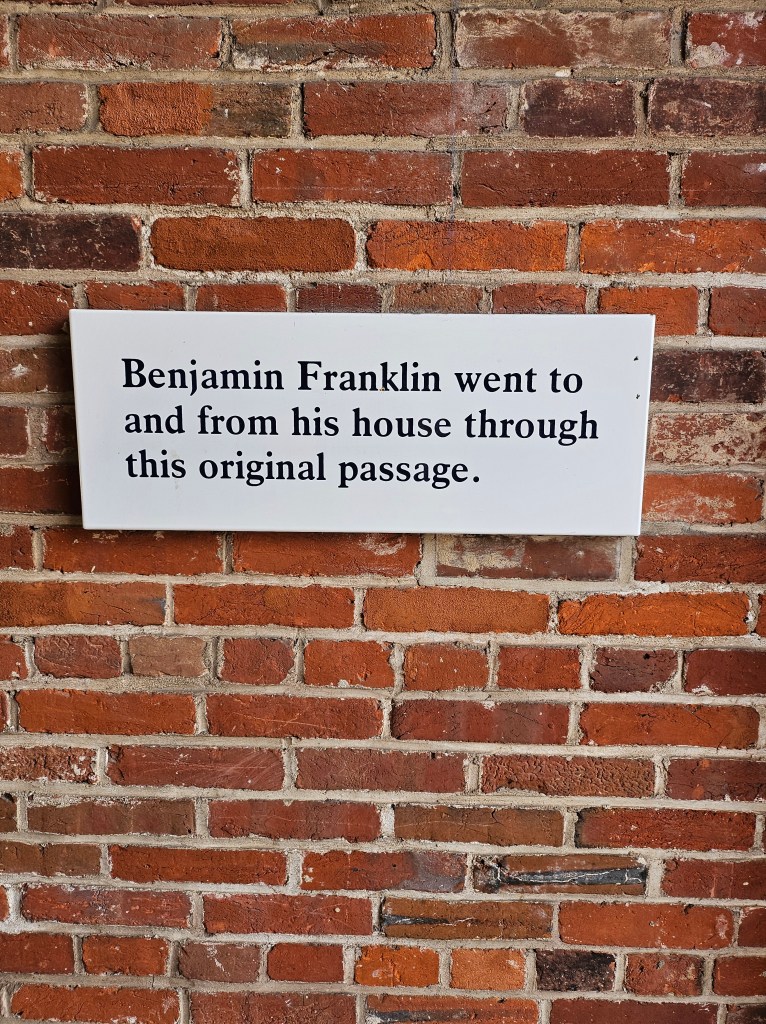 Benjamin Franklin went to
and from his house through
this original passage.